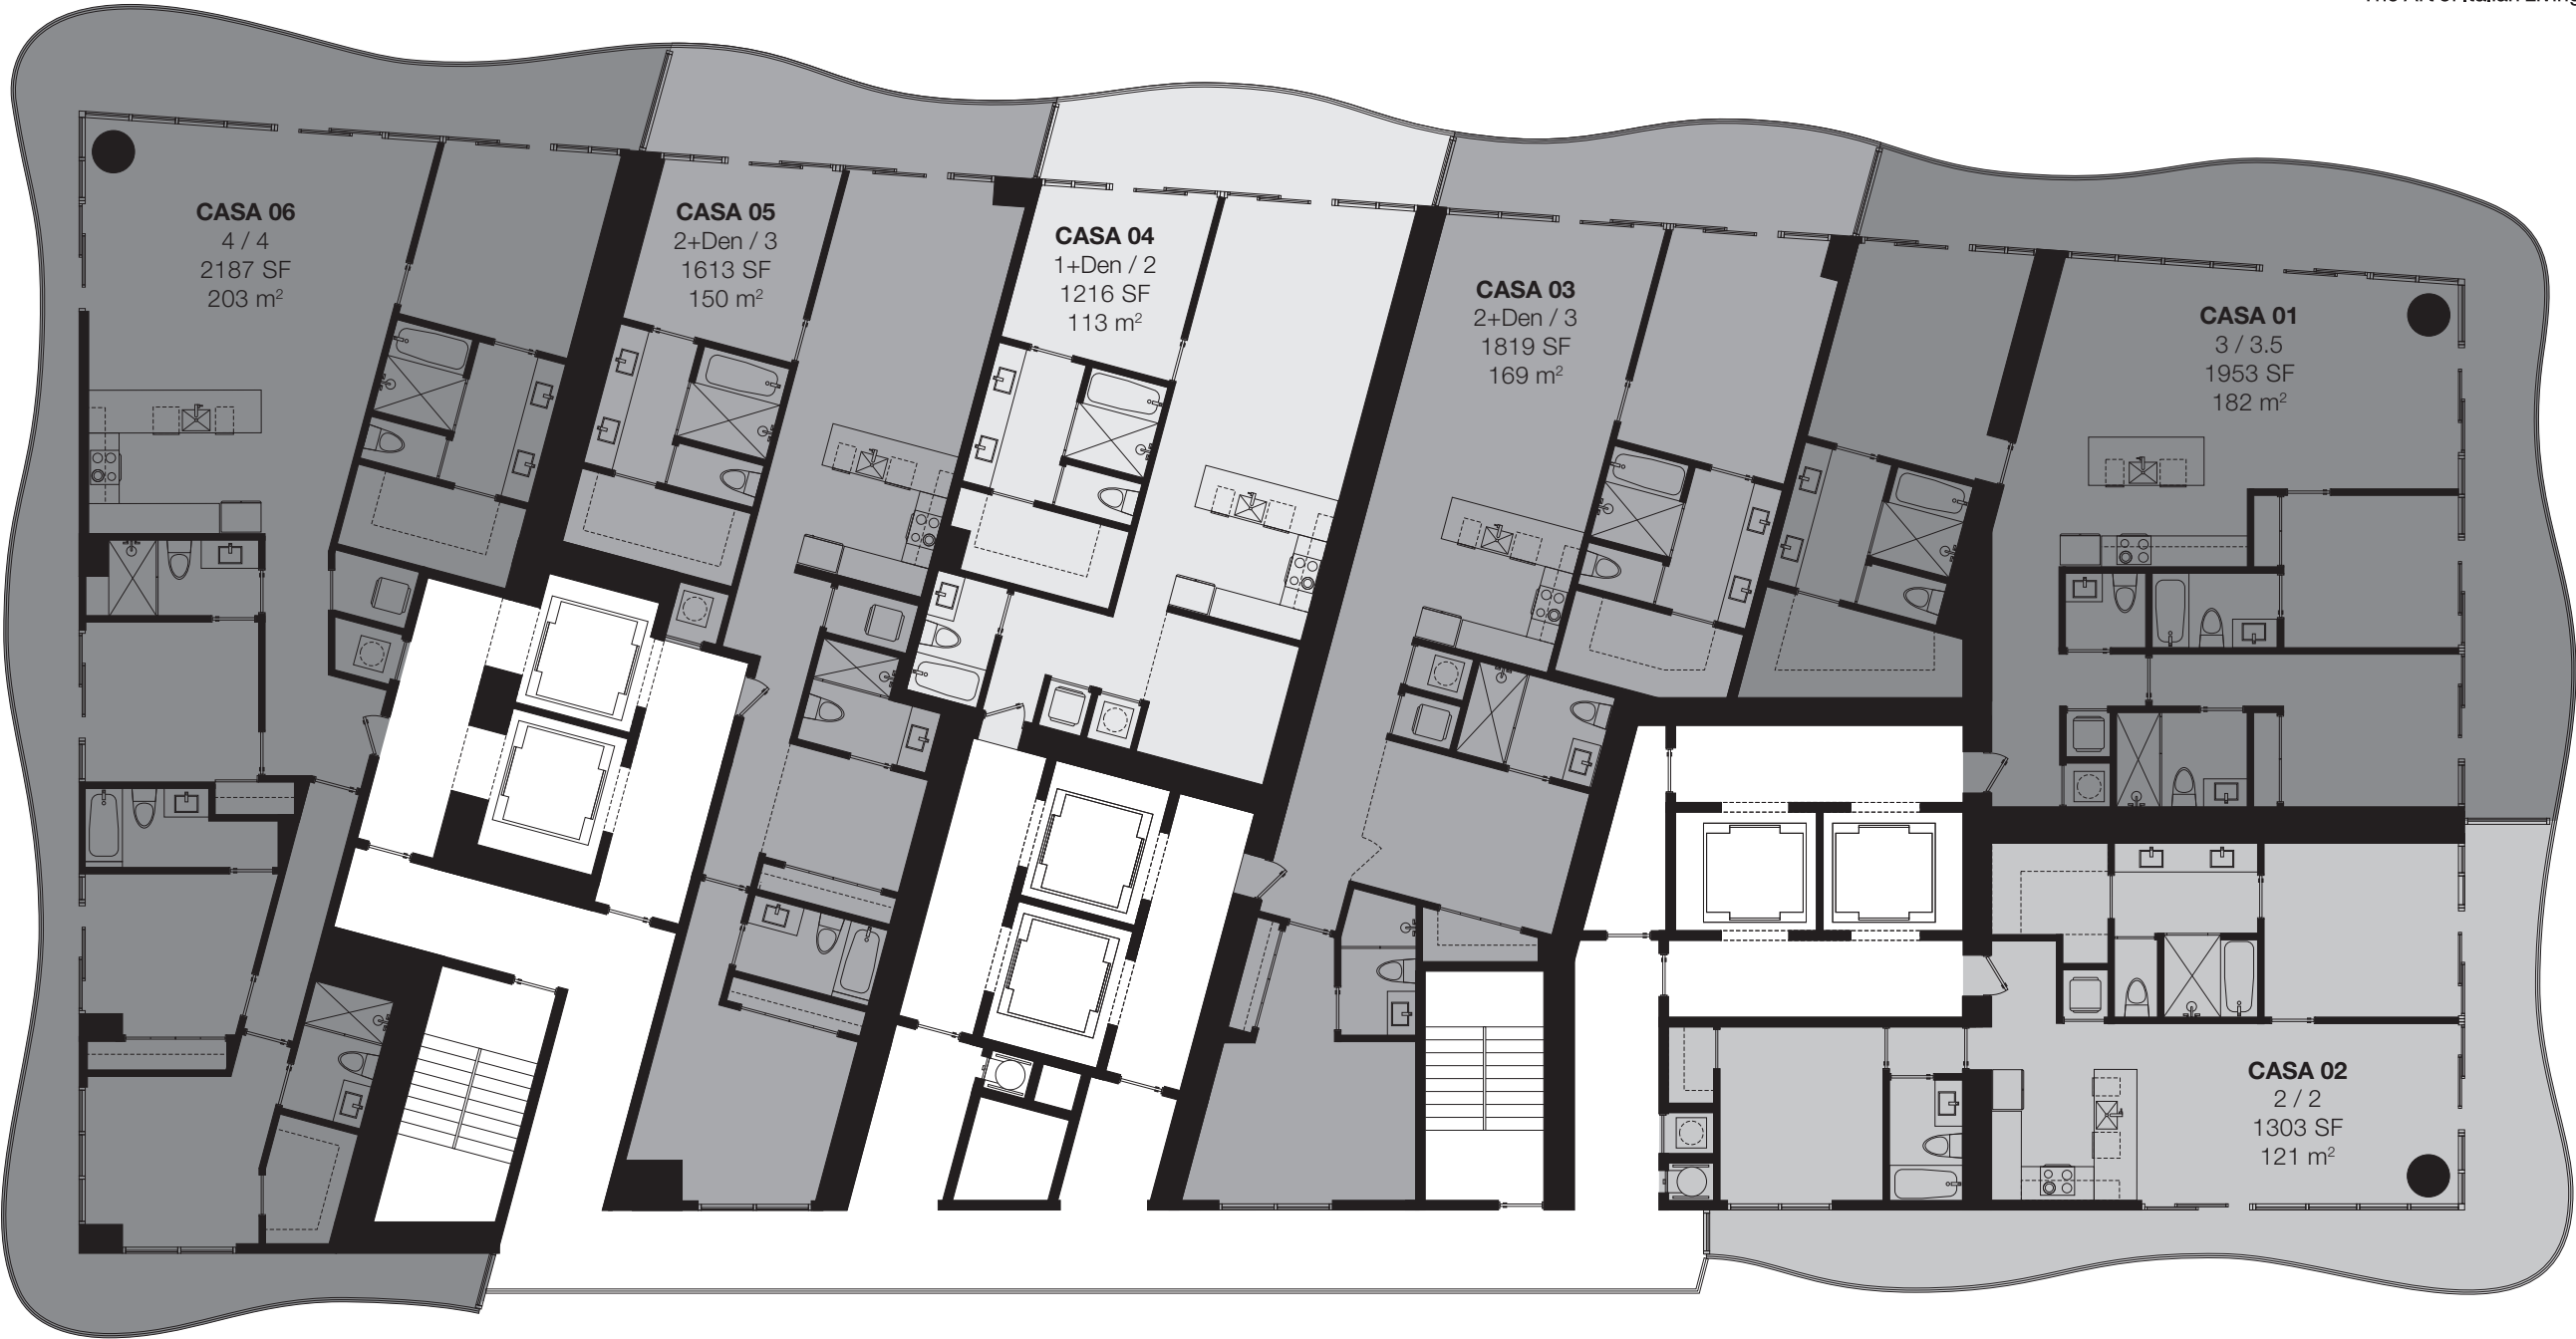 CASA 06
4 / 4
2187 SF
203 m²
CASA 05
2+Den / 3
1613 SF
150 m²
CASA 04
1+Den / 2
1216 SF
113 m²
CASA 03
2+Den / 3
1819 SF
169 m²
CASA 01
3 / 3.5
1953 SF
182 m²
CASA 02
2 / 2
1303 SF
121 m²